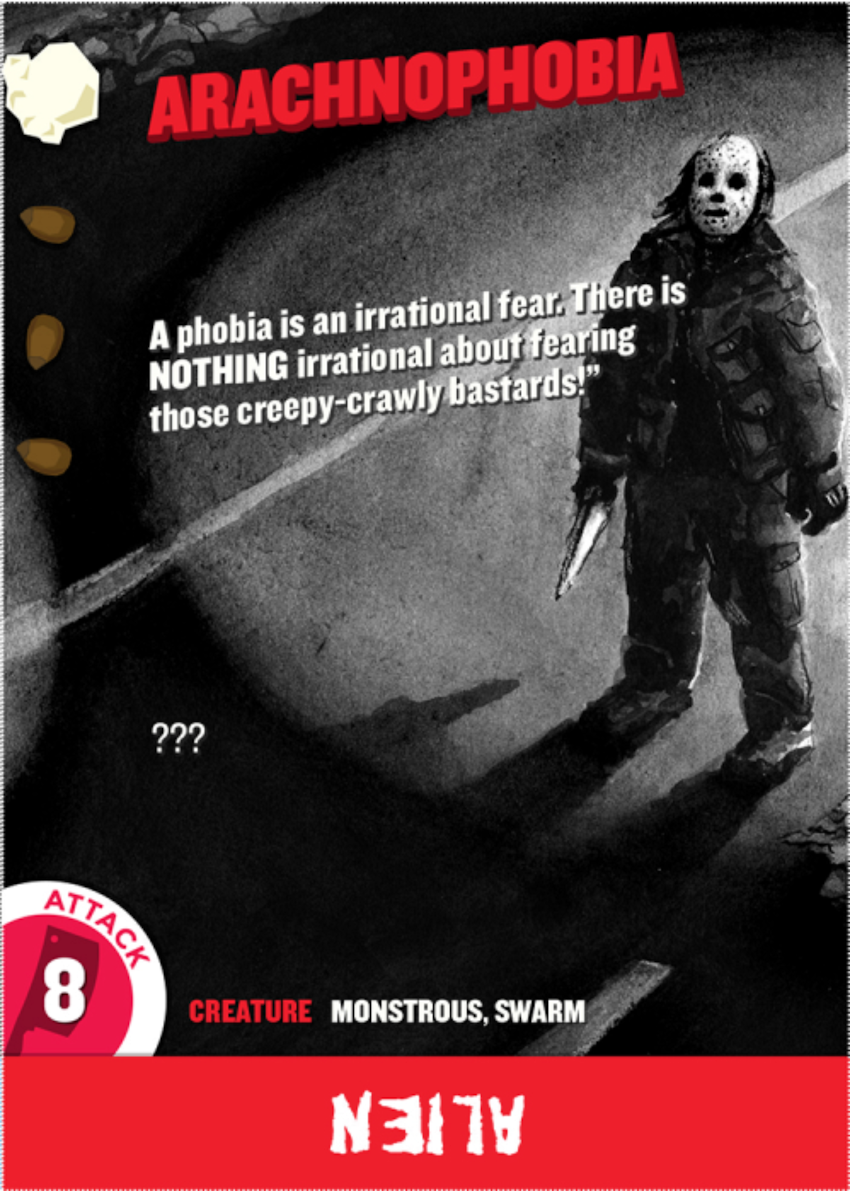 ARACHNOPHOBIA
A phobia is an irrational fear. There is
NOTHING irrational about fearing
those creepy-crawly bastards!”
???
ATTACK
8
CREATURE MONSTROUS, SWARM
ALIEN